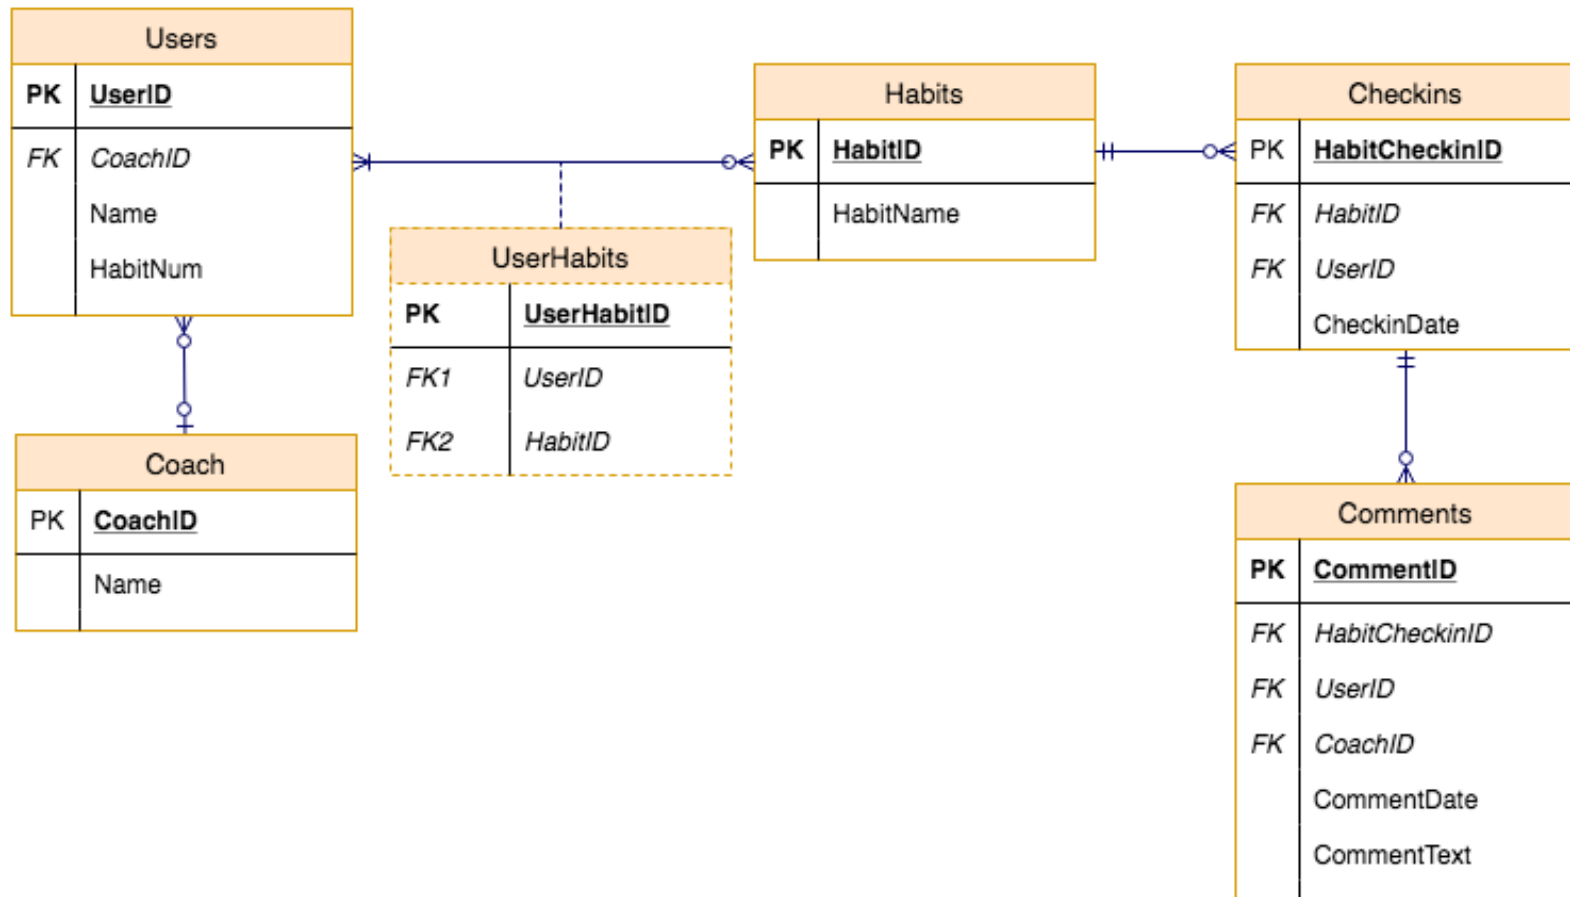 Users
PK UserID
FK CoachID
Name
HabitNum
Habits
PK HabitID
HabitName
Checkins
PK HabitCheckinID
FK HabitID
FK UserID
CheckinDate
UserHabits
PK UserHabitID
FK1 UserID
FK2 HabitID
Coach
PK CoachID
Name
Comments
PK CommentID
FK HabitCheckinID
FK UserID
FK CoachID
CommentDate
CommentText